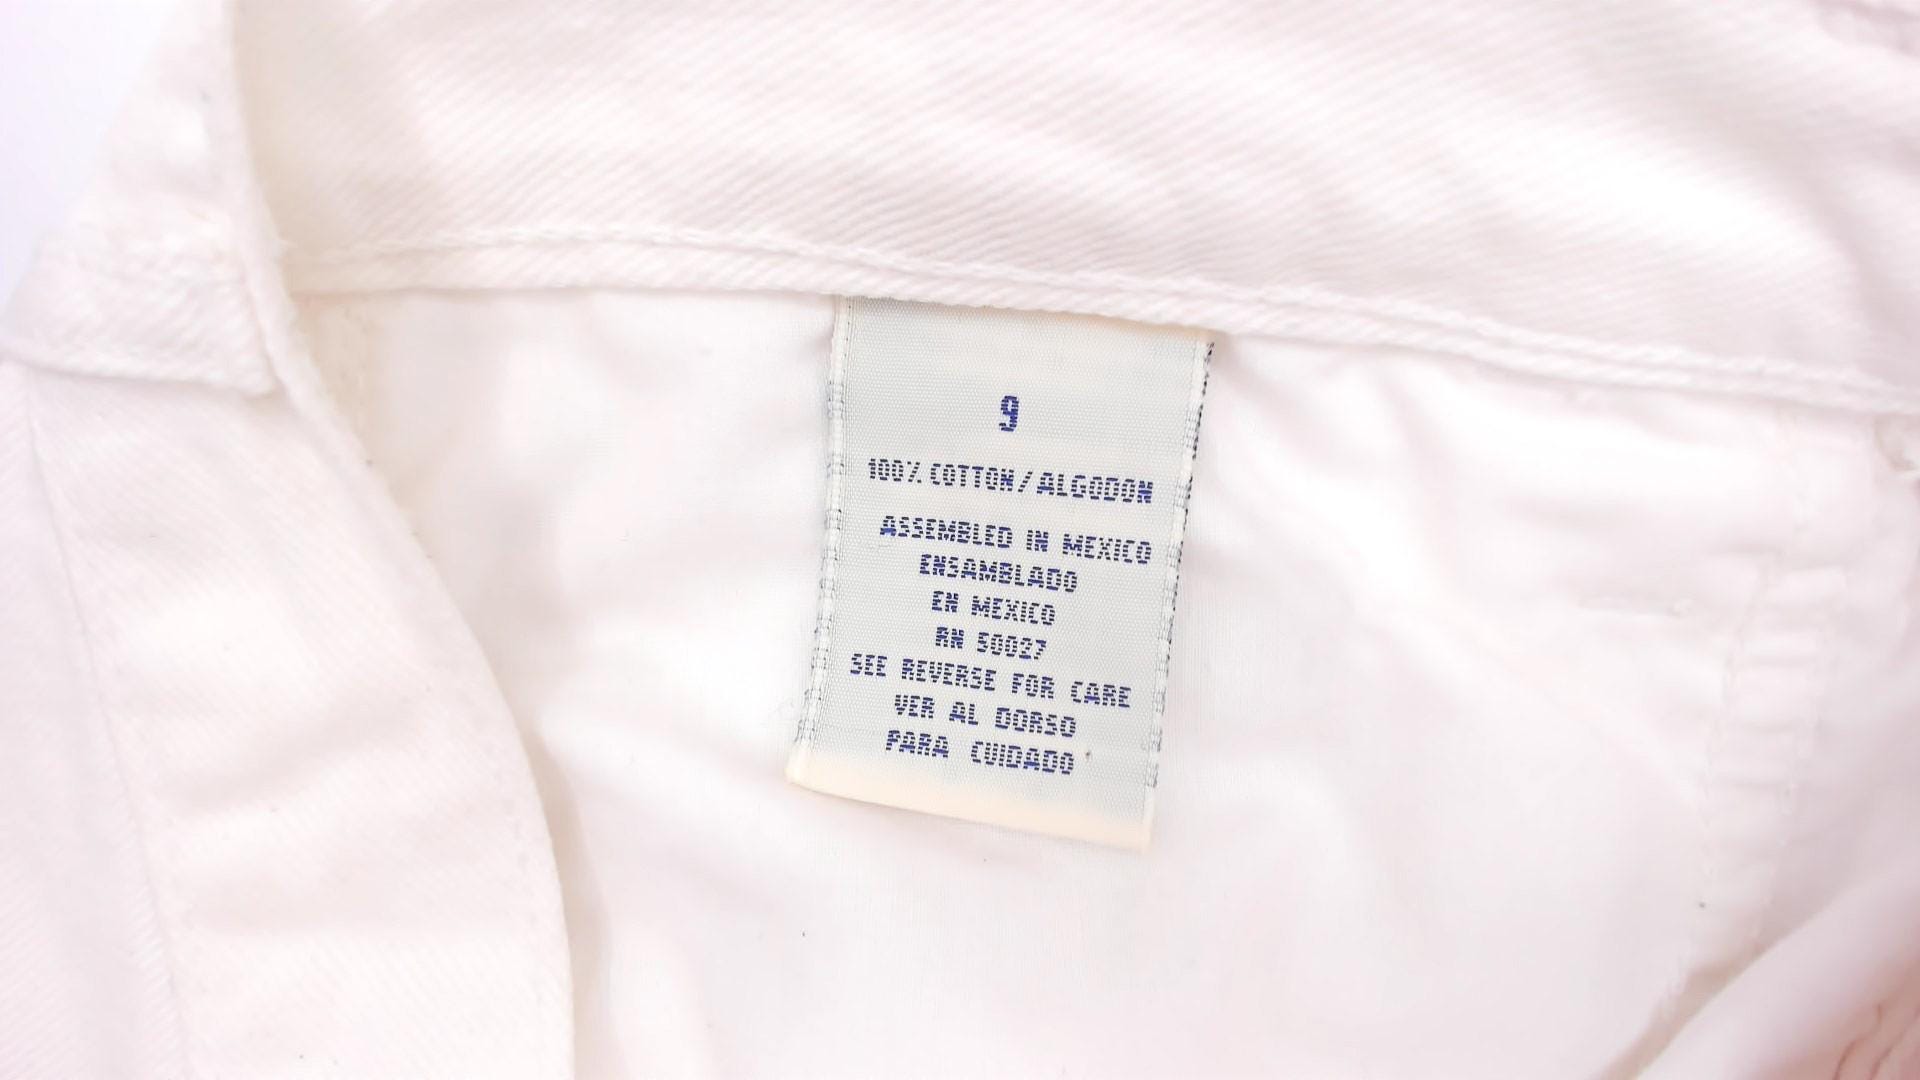 9
100% COTTON/ALGODON
ASSEMBLED IN MEXICO
ENSAMBLADO
EN MEXICO
RN 50027
SEE REVERSE FOR CARE
VER AL DORSO
PARA CUIDADO